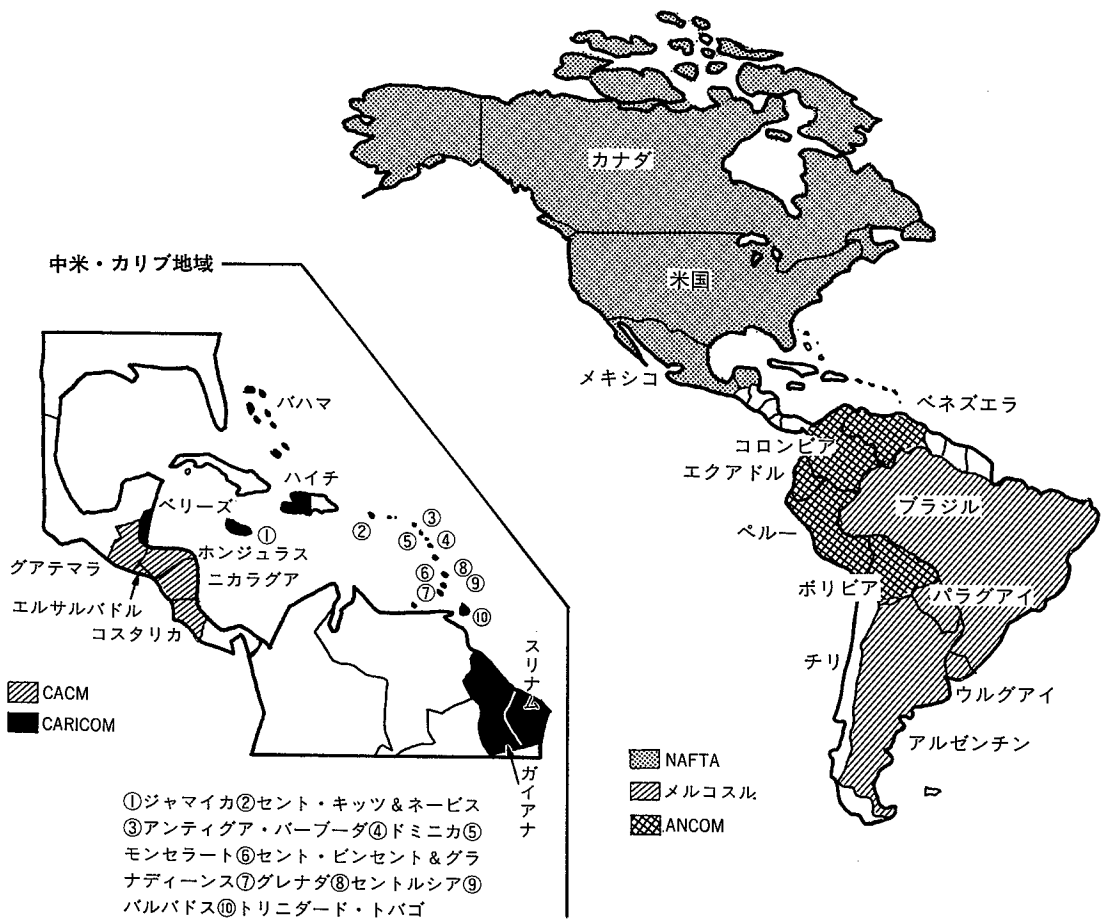 カナダ
米国
メキシコ
中米・カリブ地域
バハマ
ハイチ
ベリーズ
①
②
③
⑤
④
ホンジュラス
ニカラグア
グアテマラ
エルサルバドル
コスタリカ
⑥
⑧
⑦
⑨
⑩
スリナム
ガイアナ
CACM
CARICOM
①ジャマイカ②セント・キッツ&ネービス
③アンティグア・バーブーダ④ドミニカ⑤
モンセラート⑥セント・ビンセント&グラ
ナディーンス⑦グレナダ⑧セントルシア⑨
バルバドス⑩トリニダード・トバゴ
ベネズエラ
コロンビア
エクアドル
ブラジル
ペルー
ボリビア
パラグアイ
チリ
ウルグアイ
アルゼンチン
NAFTA
メルコスル
ANCOM